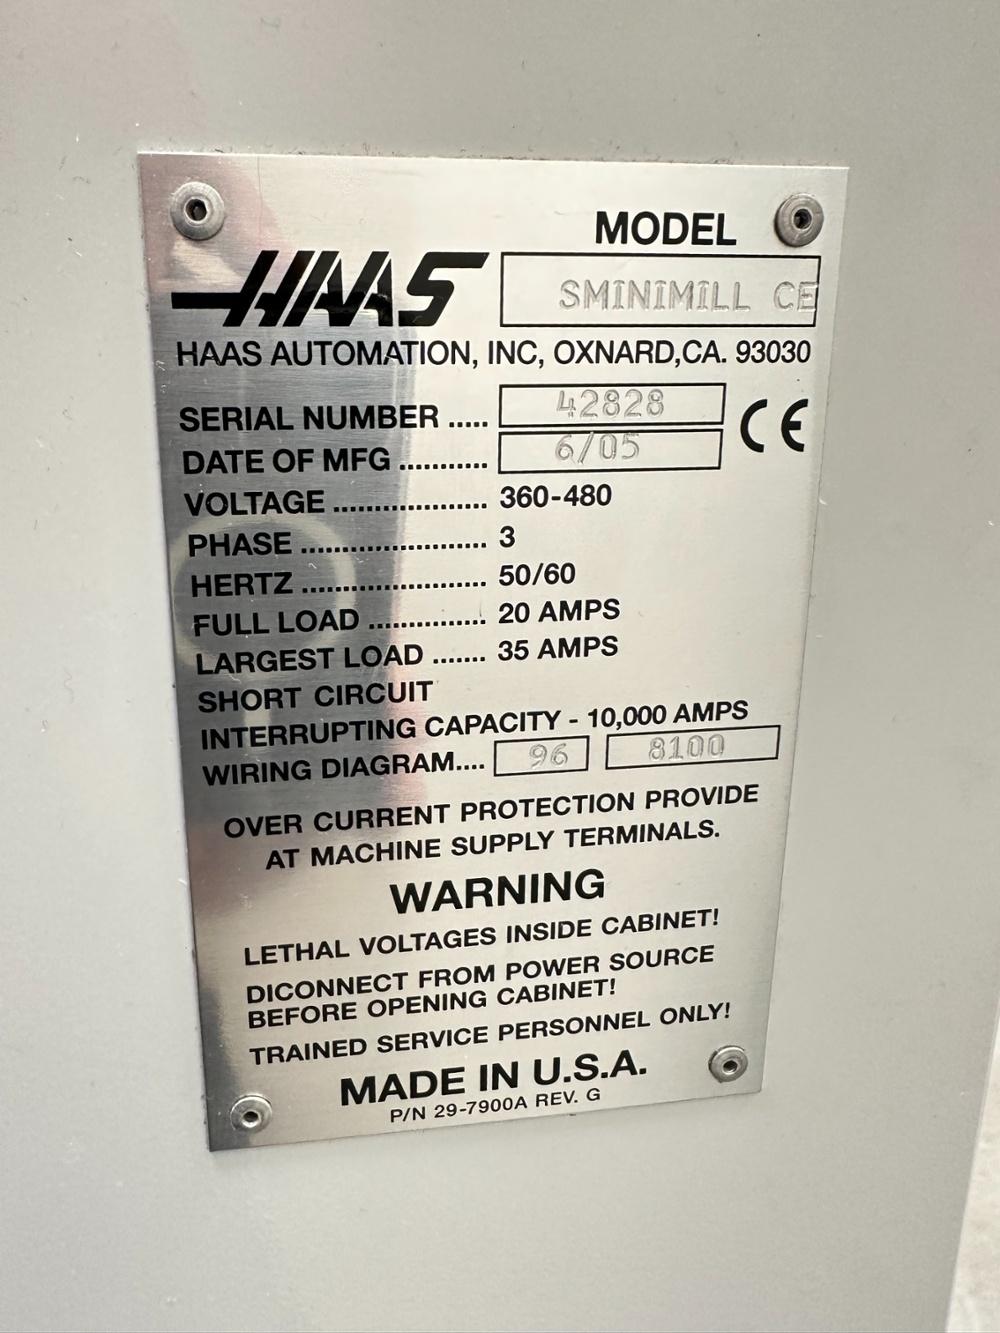 MODEL
HAAS SMINIMILL CE
HAAS AUTOMATION, INC, OXNARD,CA. 93030
SERIAL NUMBER ..... 42828 CE
DATE OF MFG ........... 6/05
VOLTAGE ................... 360-480
PHASE ....................... 3
HERTZ ....................... 50/60
FULL LOAD ............... 20 AMPS
LARGEST LOAD ....... 35 AMPS
SHORT CIRCUIT
INTERRUPTING CAPACITY - 10,000 AMPS
WIRING DIAGRAM.... 96 8100
OVER CURRENT PROTECTION PROVIDE
AT MACHINE SUPPLY TERMINALS.
WARNING
LETHAL VOLTAGES INSIDE CABINET!
DICONNECT FROM POWER SOURCE
BEFORE OPENING CABINET!
TRAINED SERVICE PERSONNEL ONLY!
MADE IN U.S.A.
P/N 29-7900A REV. G